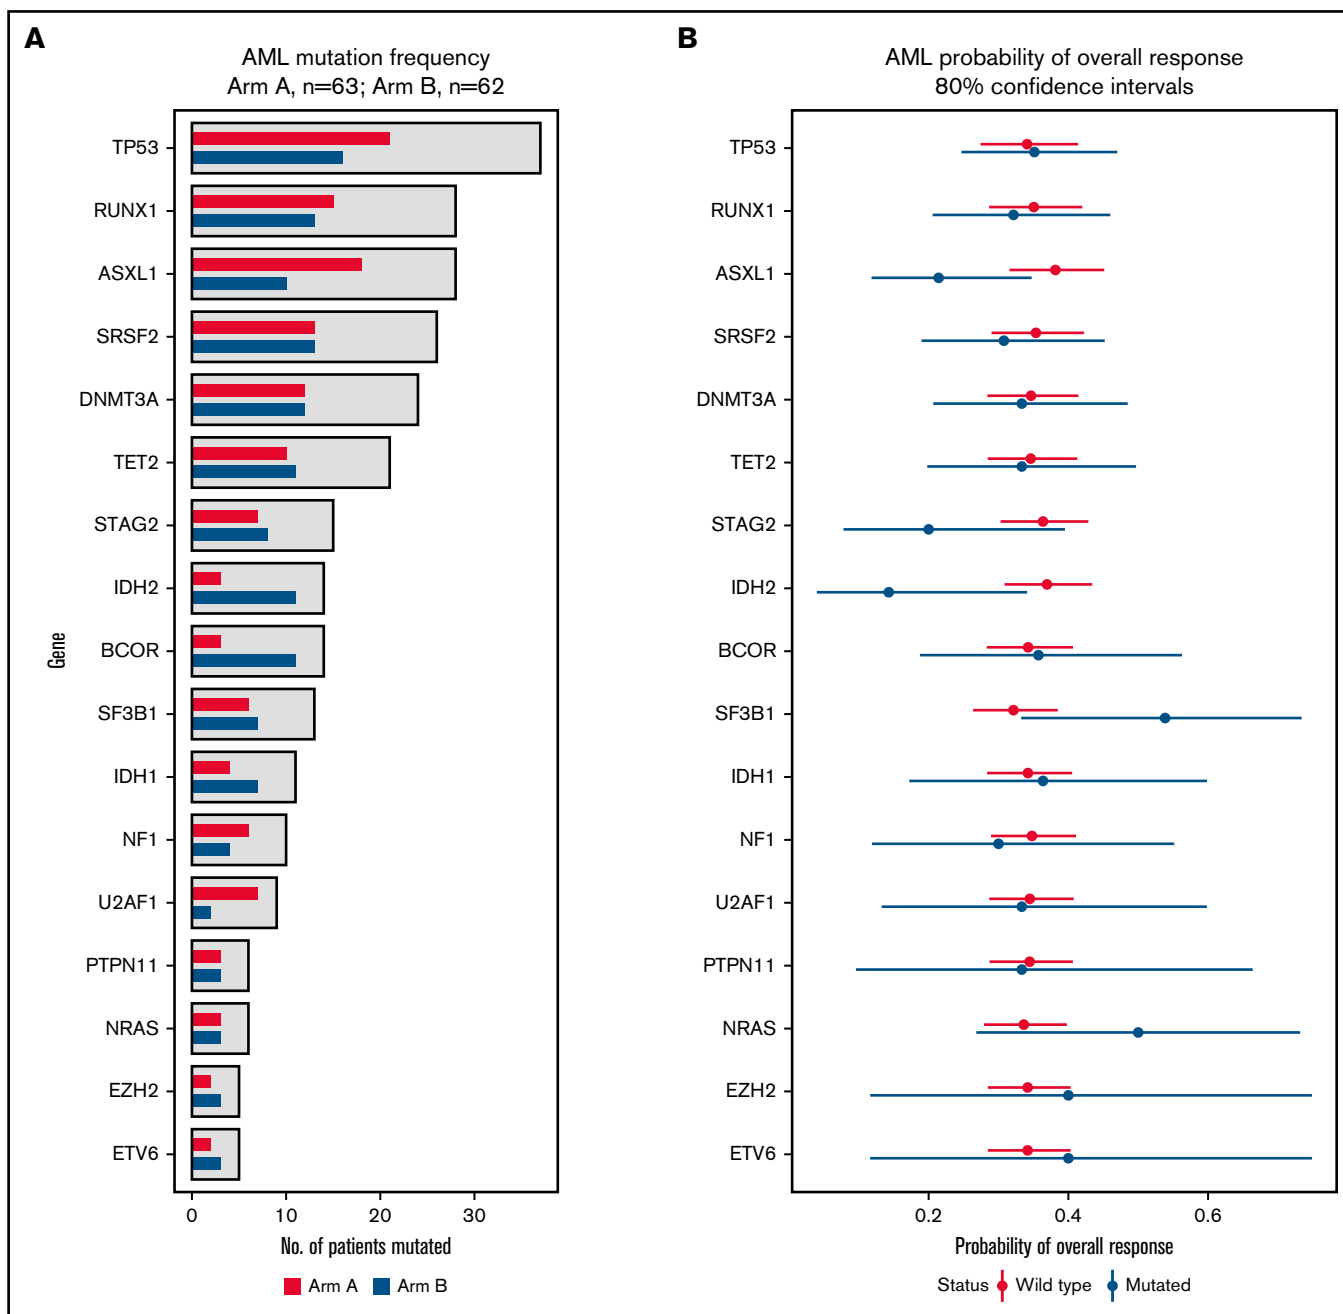 A
AML mutation frequency
Arm A, n=63; Arm B, n=62
Gene
TP53
RUNX1
ASXL1
SRSF2
DNMT3A
TET2
STAG2
IDH2
BCOR
SF3B1
IDH1
NF1
U2AF1
PTPN11
NRAS
EZH2
ETV6
0 10 20 30
No. of patients mutated
Arm A Arm B
B
AML probability of overall response
80% confidence intervals
TP53
RUNX1
ASXL1
SRSF2
DNMT3A
TET2
STAG2
IDH2
BCOR
SF3B1
IDH1
NF1
U2AF1
PTPN11
NRAS
EZH2
ETV6
0.2 0.4 0.6
Probability of overall response
Status Wild type Mutated